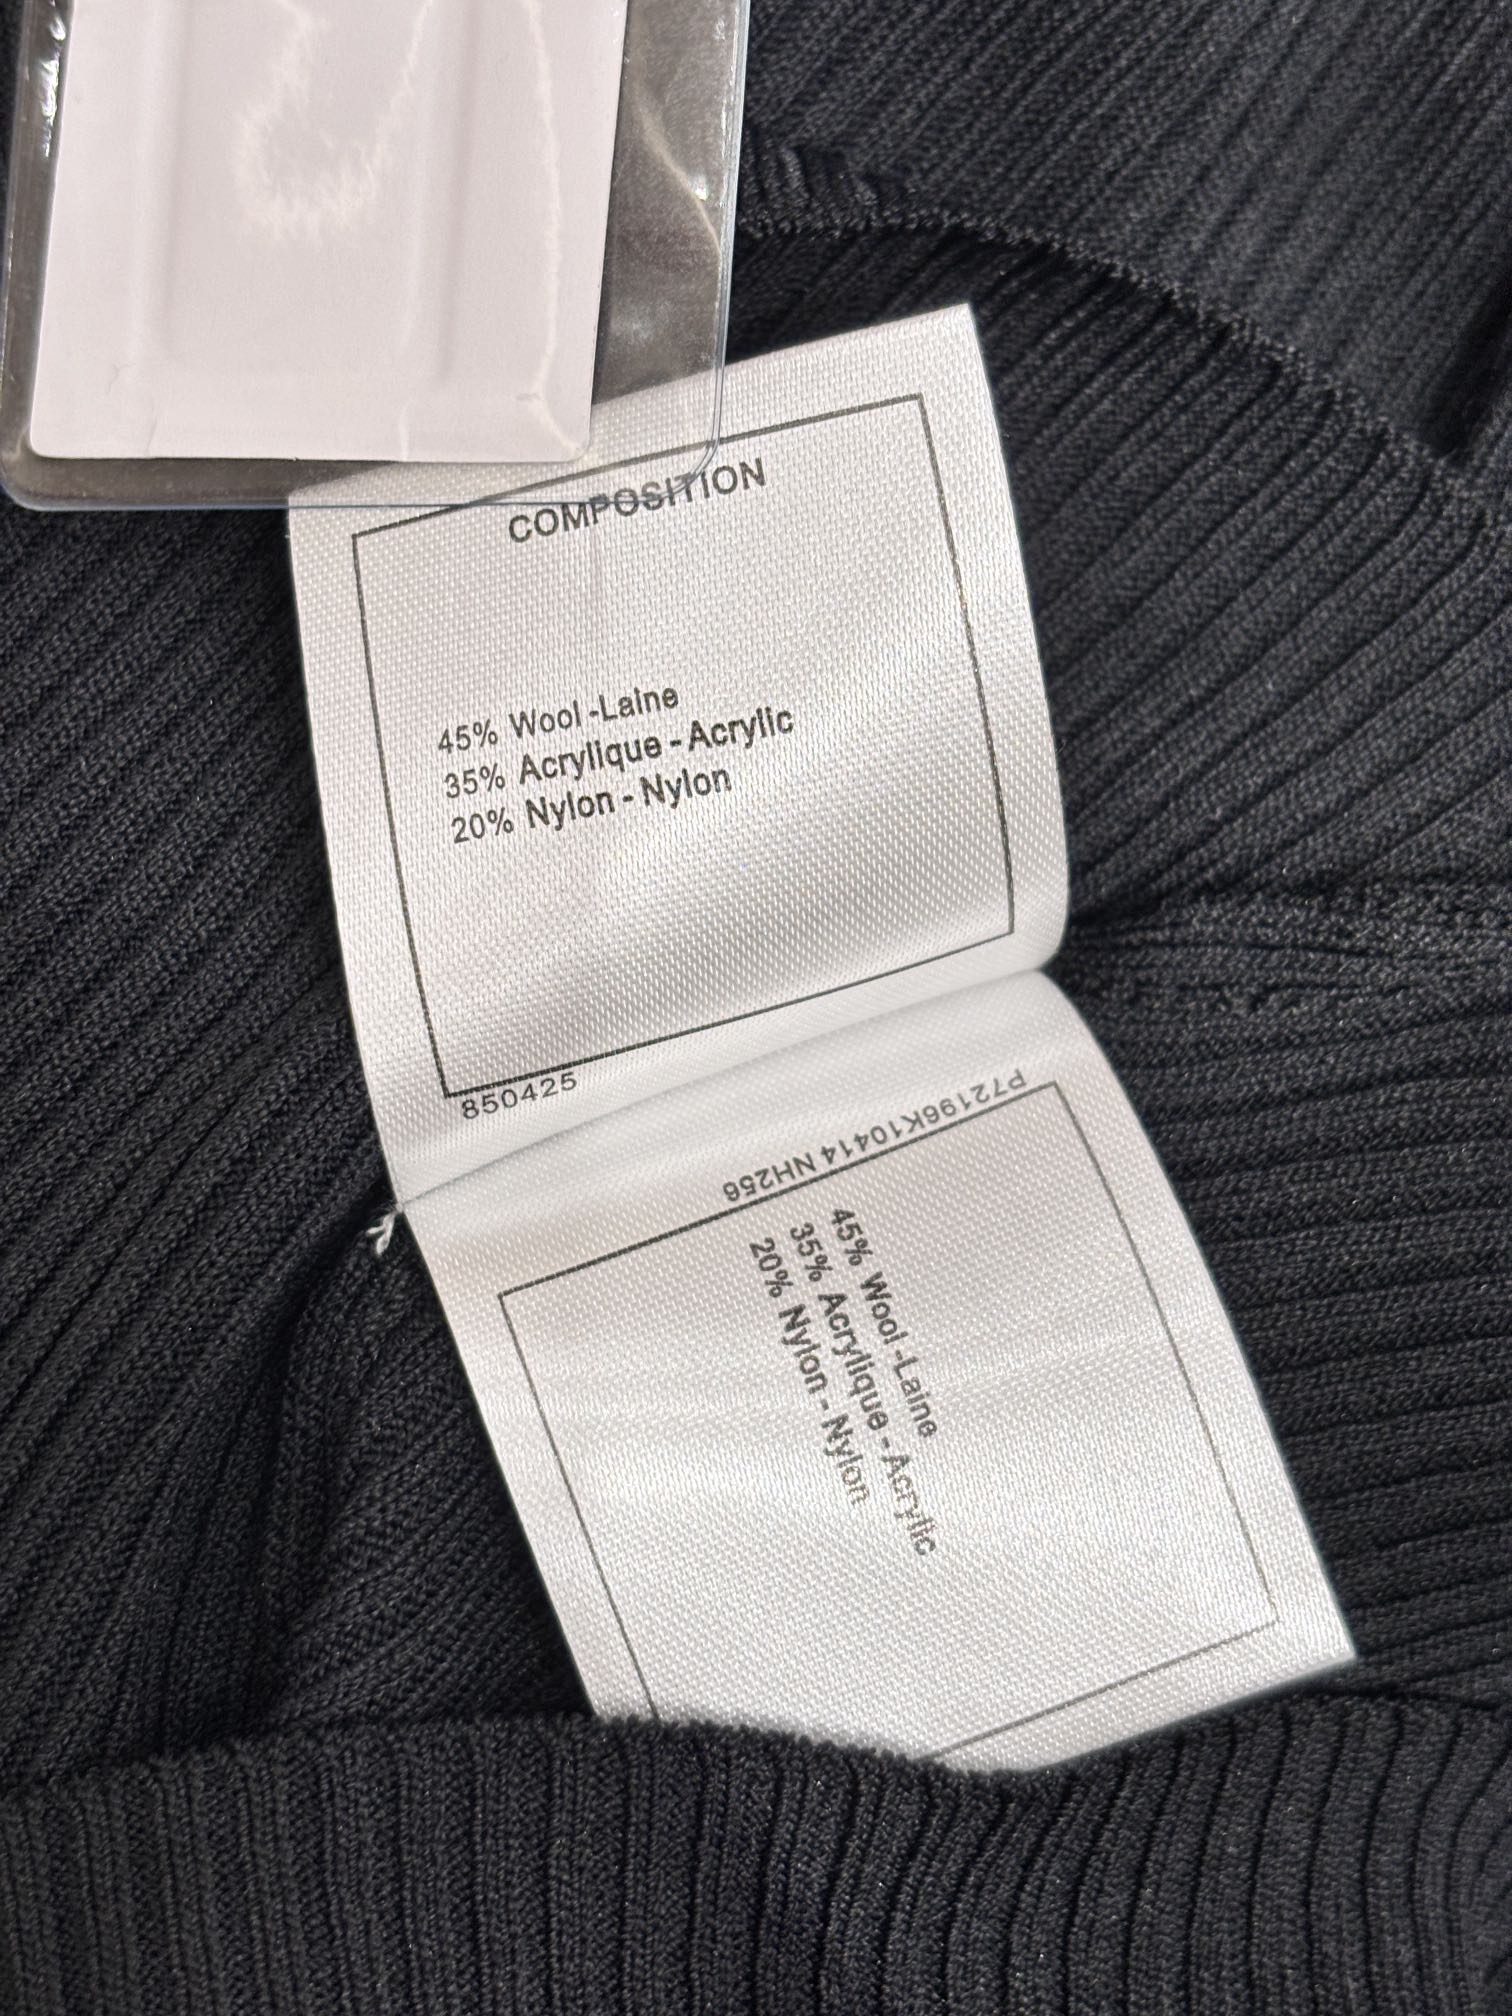 COMPOSITION
45% Wool -Laine
35% Acrylique - Acrylic
20% Nylon - Nylon
850425
P72196K10414 NH256
45% Wool -Laine
35% Acrylique - Acrylic
20% Nylon - Nylon